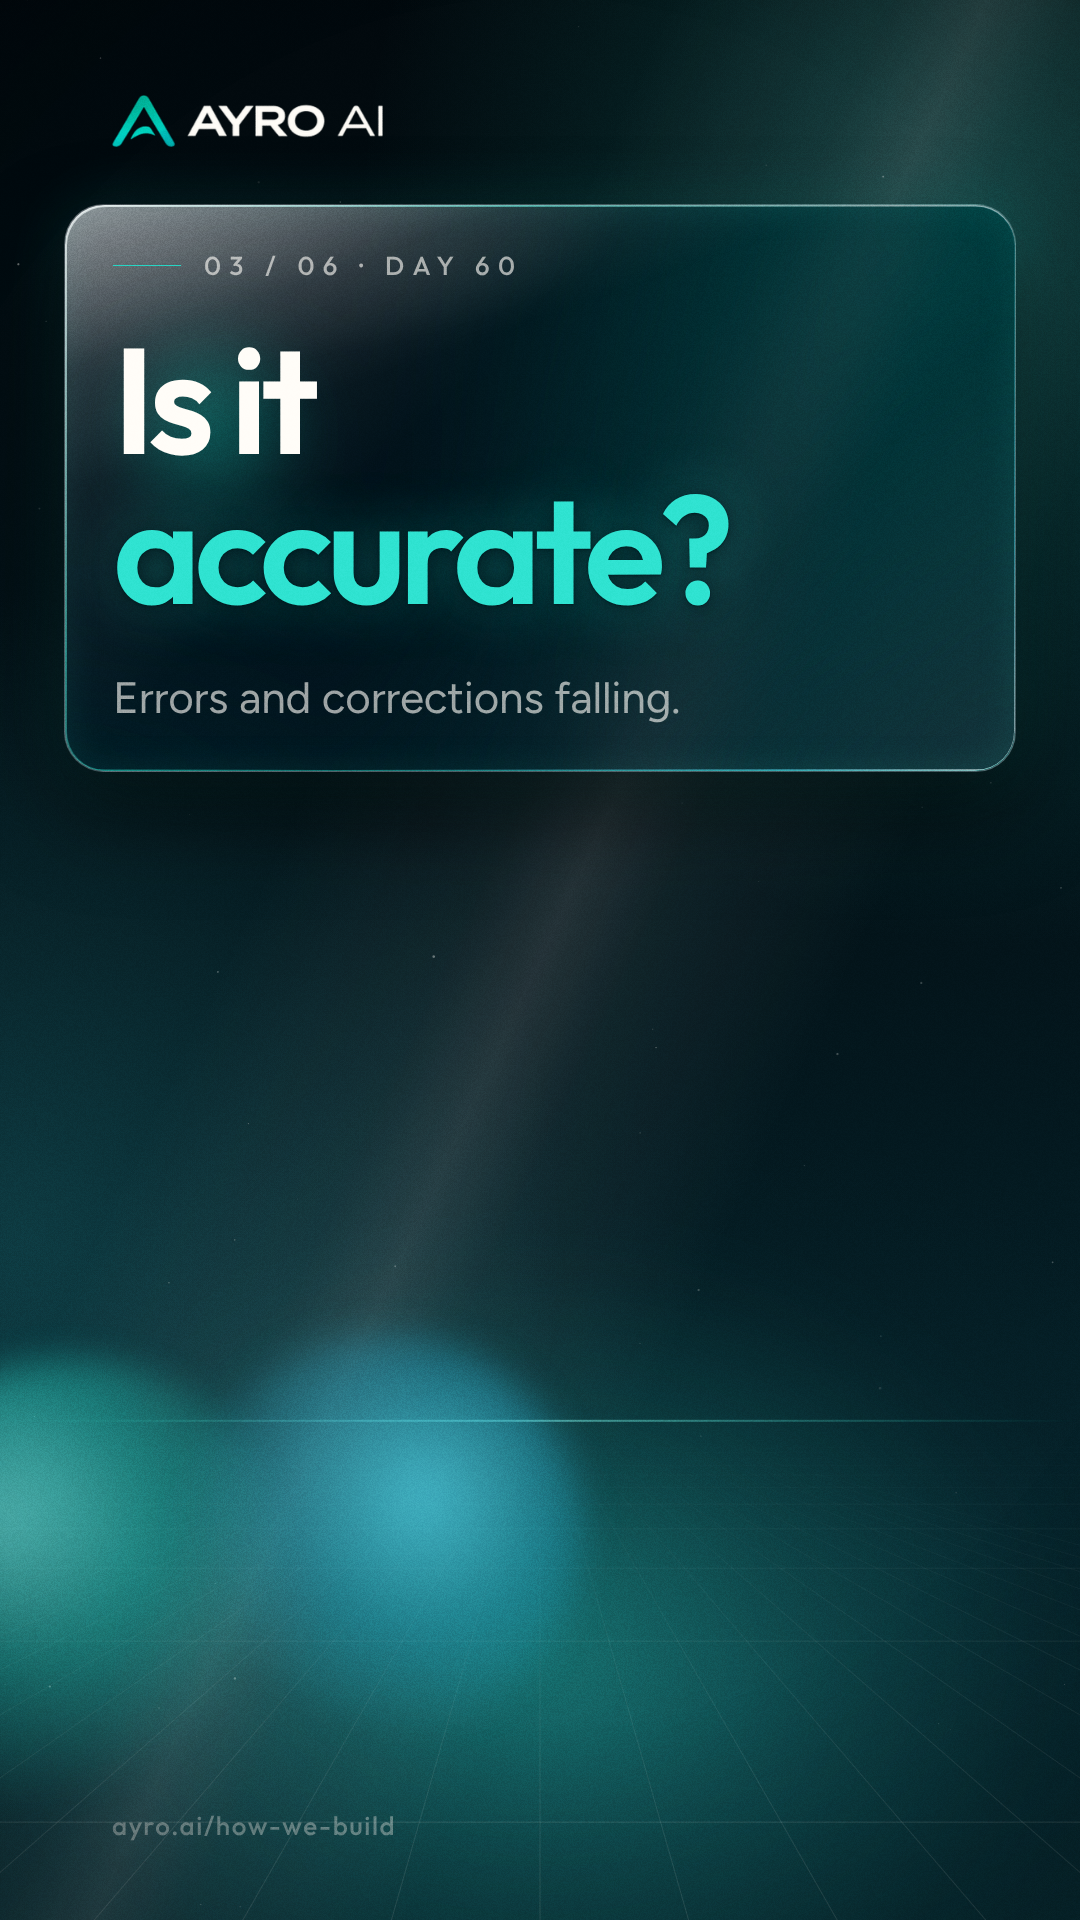 AYRO AI
03 / 06 · DAY 60
Is it
accurate?
Errors and corrections falling.
ayro.ai/how-we-build